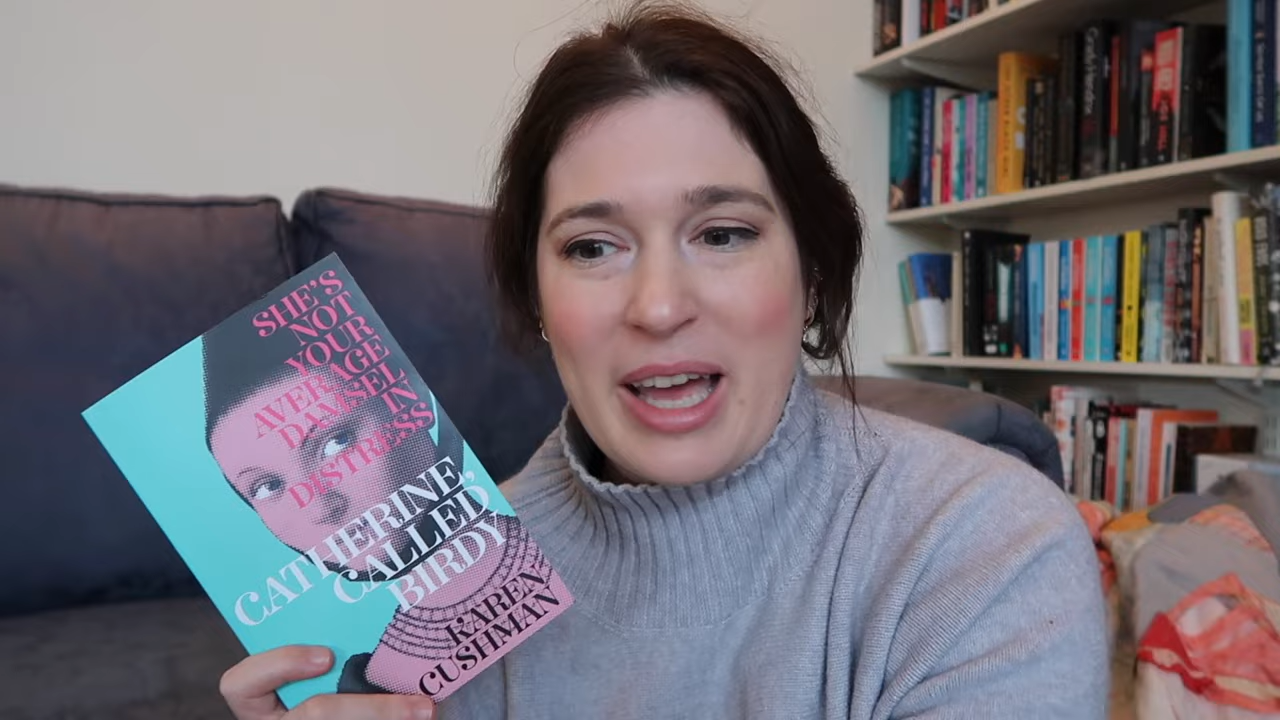 SHE'S
NOT
YOUR
AVERAGE
DAMSEL
IN
DISTRESS
CATHERINE,
CALLED
BIRDY
KAREN
CUSHMAN